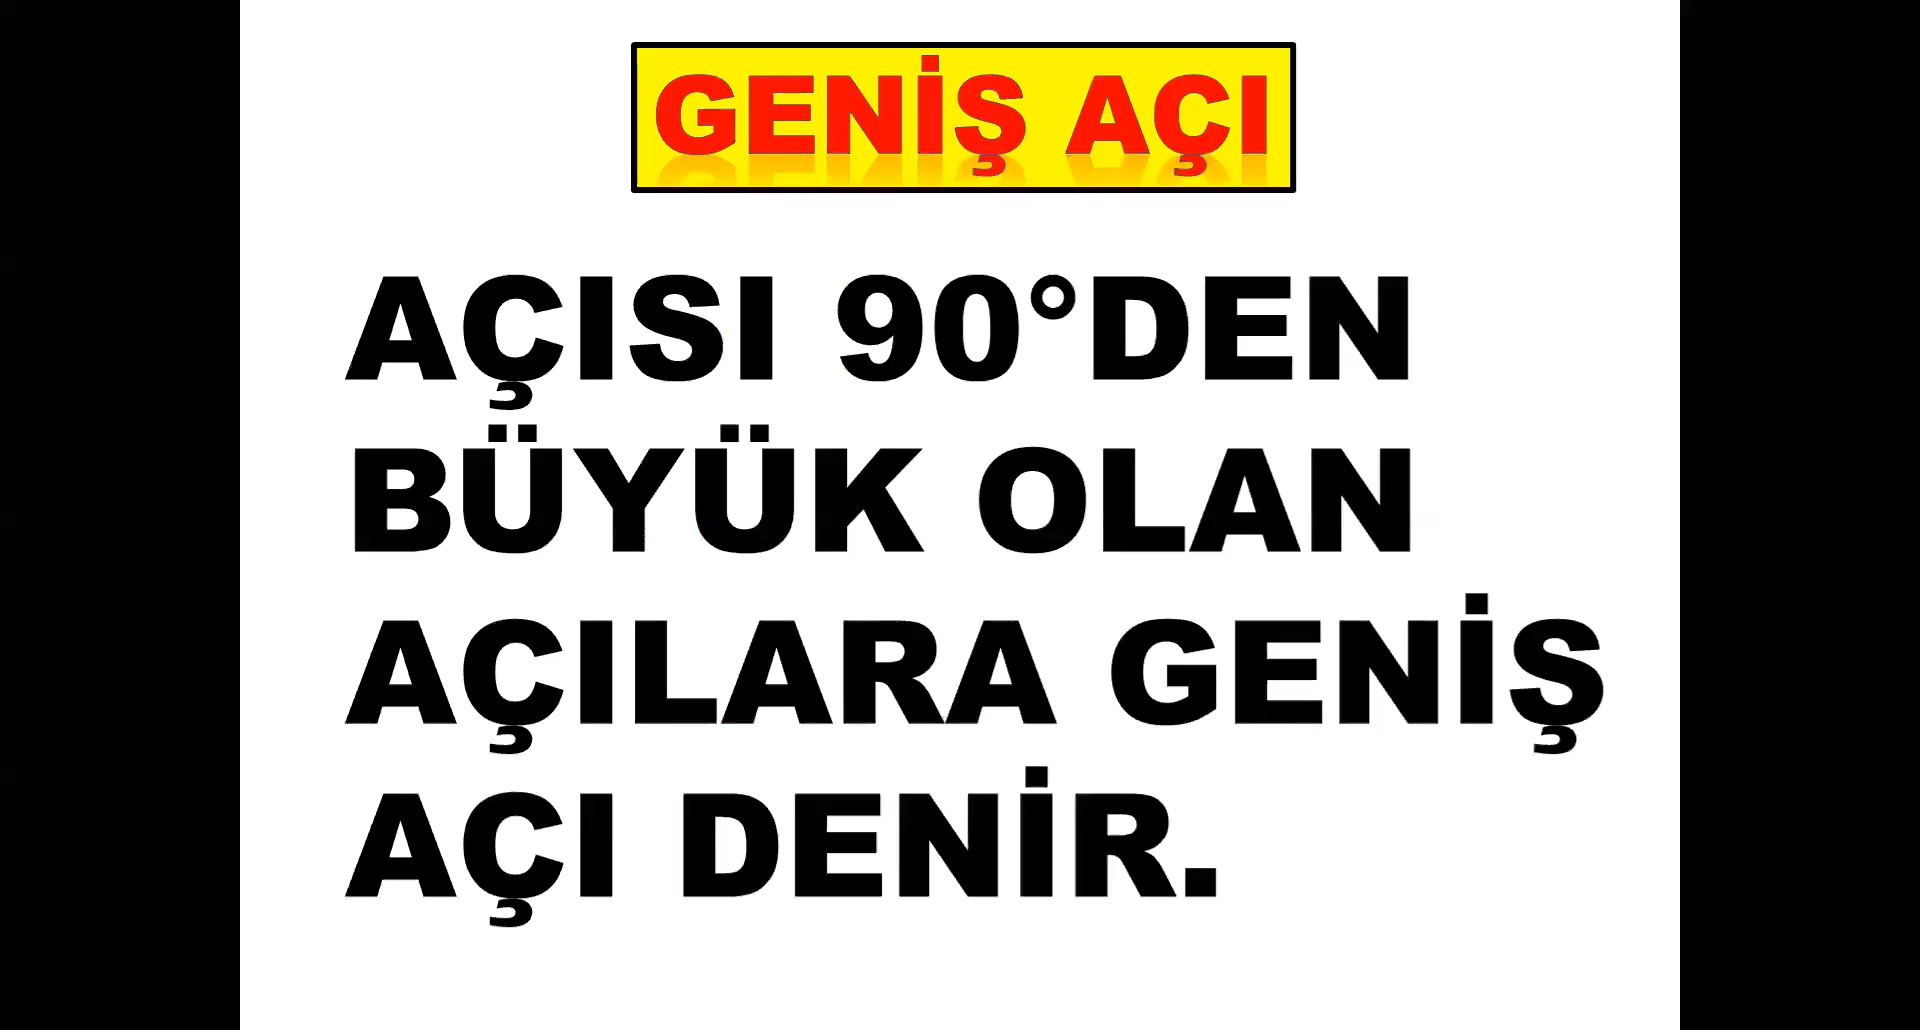 GENİŞ AÇI
AÇISI 90°DEN
BÜYÜK OLAN
AÇILARA GENİŞ
AÇI DENİR.